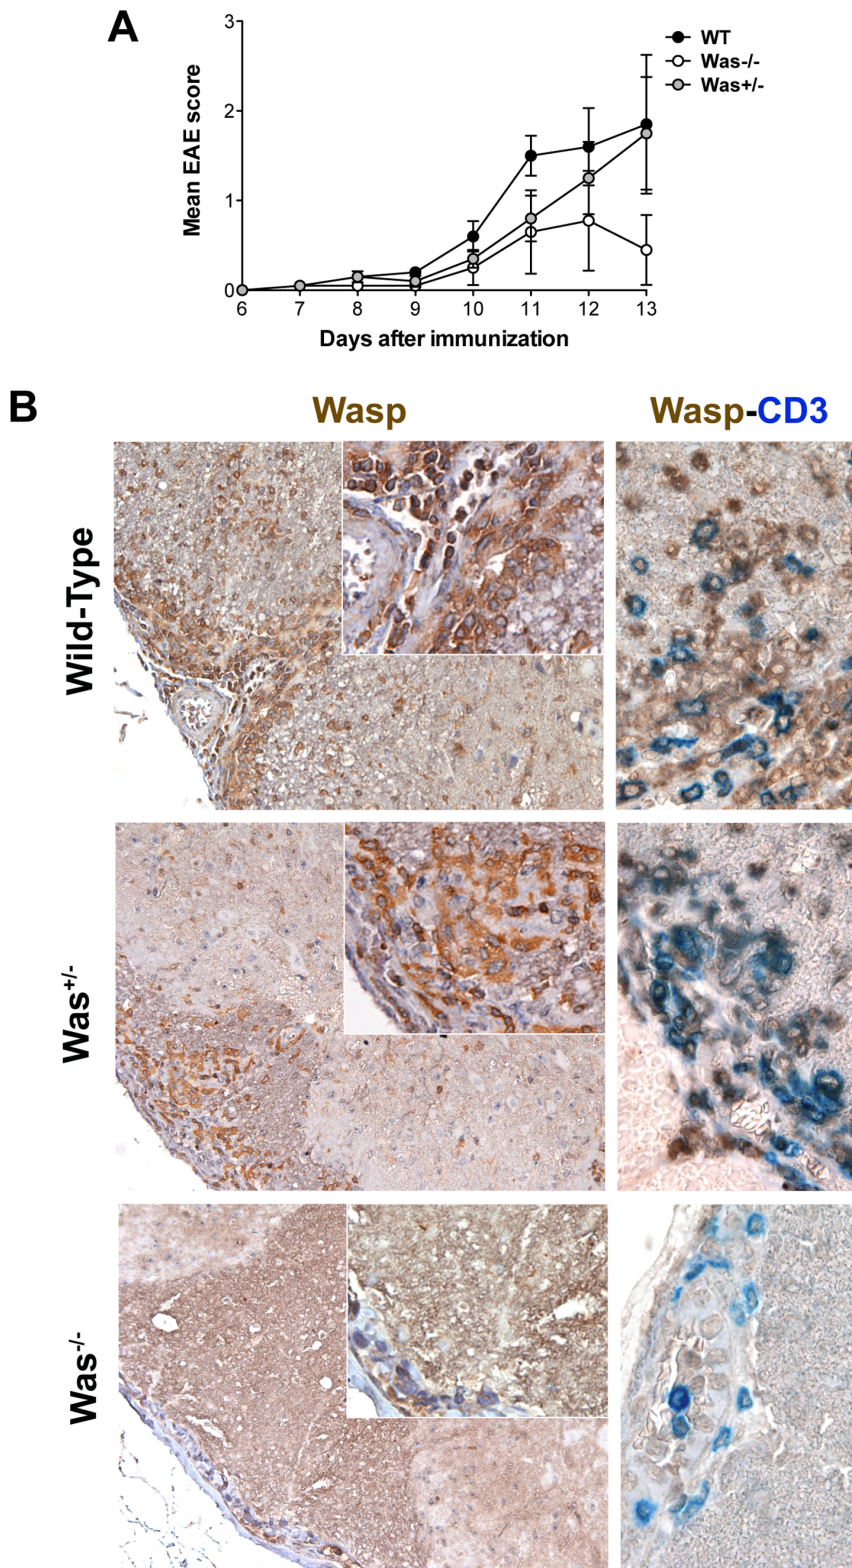 A
3
2
1
0
Mean EAE score
6 7 8 9 10 11 12 13
Days after immunization
WT
Was-/-
Was+/-
B
Wasp
Wasp-CD3
Wild-Type
Was+/-
Was-/-